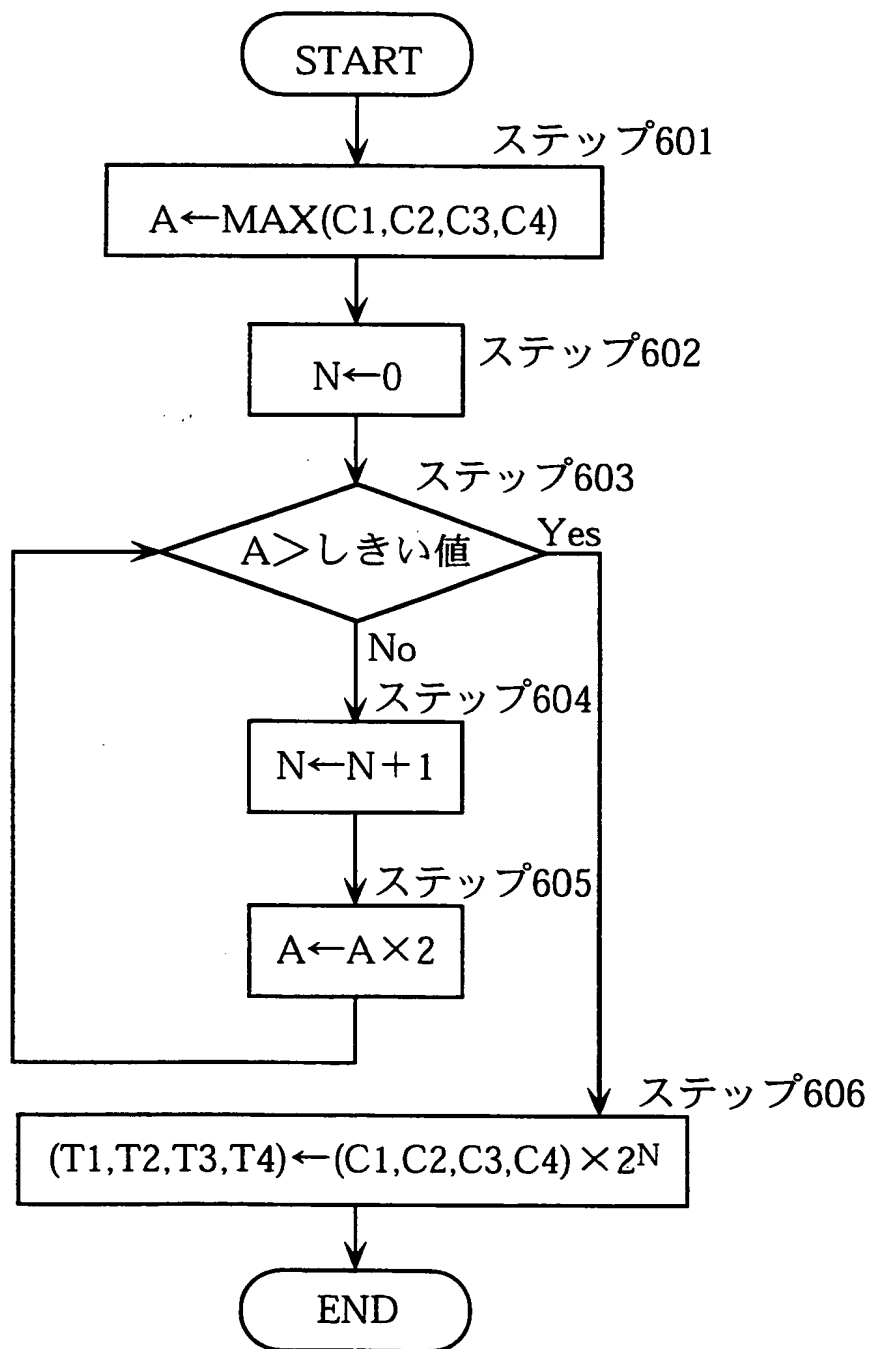 START
ステップ601
A←MAX(C1,C2,C3,C4)
ステップ602
N←0
ステップ603
A＞しきい値
Yes
No
ステップ604
N←N＋1
ステップ605
A←A×2
ステップ606
(T1,T2,T3,T4)←(C1,C2,C3,C4)×2ᴺ
END